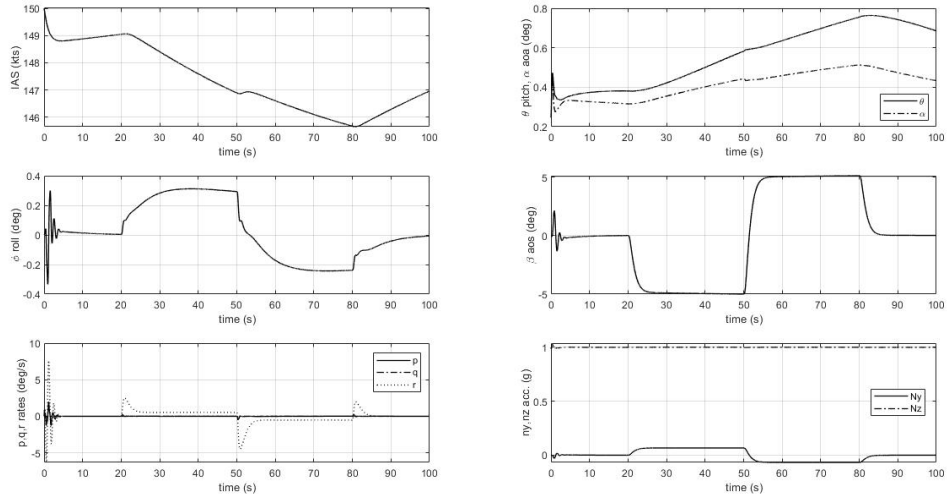 150
149
148
147
146
IAS (kts)
0 10 20 30 40 50 60 70 80 90 100
time (s)
0.8
0.6
0.4
0.2
θ pitch, α aoa (deg)
θ
α
0 10 20 30 40 50 60 70 80 90 100
time (s)
0.4
0.2
0
-0.2
-0.4
ϕ roll (deg)
0 10 20 30 40 50 60 70 80 90 100
time (s)
5
0
-5
β aos (deg)
0 10 20 30 40 50 60 70 80 90 100
time (s)
10
5
0
-5
p,q,r rates (deg/s)
p
q
r
0 10 20 30 40 50 60 70 80 90 100
time (s)
1
0.5
0
ny,nz acc. (g)
Ny
Nz
0 10 20 30 40 50 60 70 80 90 100
time (s)